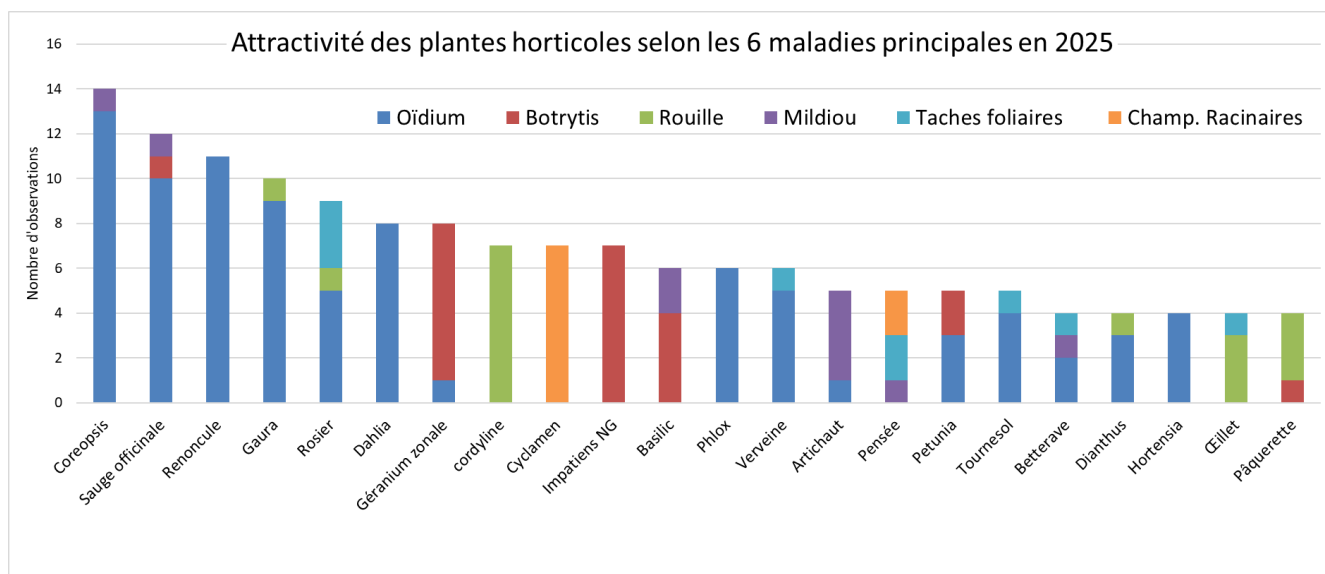 Attractivité des plantes horticoles selon les 6 maladies principales en 2025
Oïdium Botrytis Rouille Mildiou Taches foliaires Champ. Racinaires
Nombre d'observations
16
14
12
10
8
6
4
2
0
Coreopsis
Sauge officinale
Renoncule
Gaura
Rosier
Dahlia
Géranium zonale
cordyline
Cyclamen
Impatiens NG
Basilic
Phlox
Verveine
Artichaut
Pensée
Petunia
Tournesol
Betterave
Dianthus
Hortensia
Œillet
Pâquerette